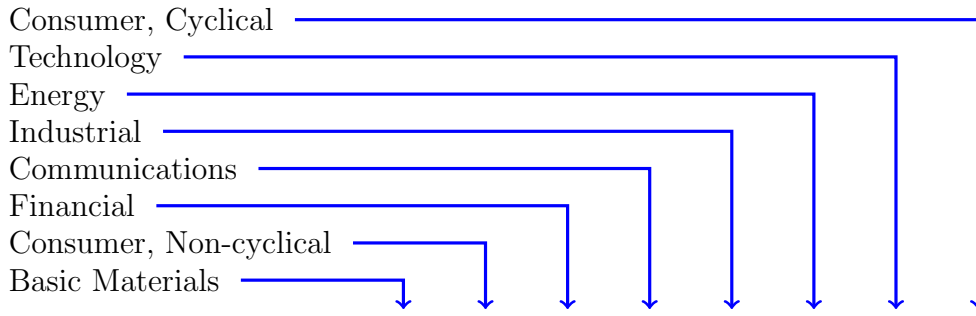 Consumer, Cyclical
Technology
Energy
Industrial
Communications
Financial
Consumer, Non-cyclical
Basic Materials